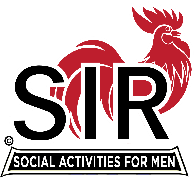 SIR
©
SOCIAL ACTIVITIES FOR MEN